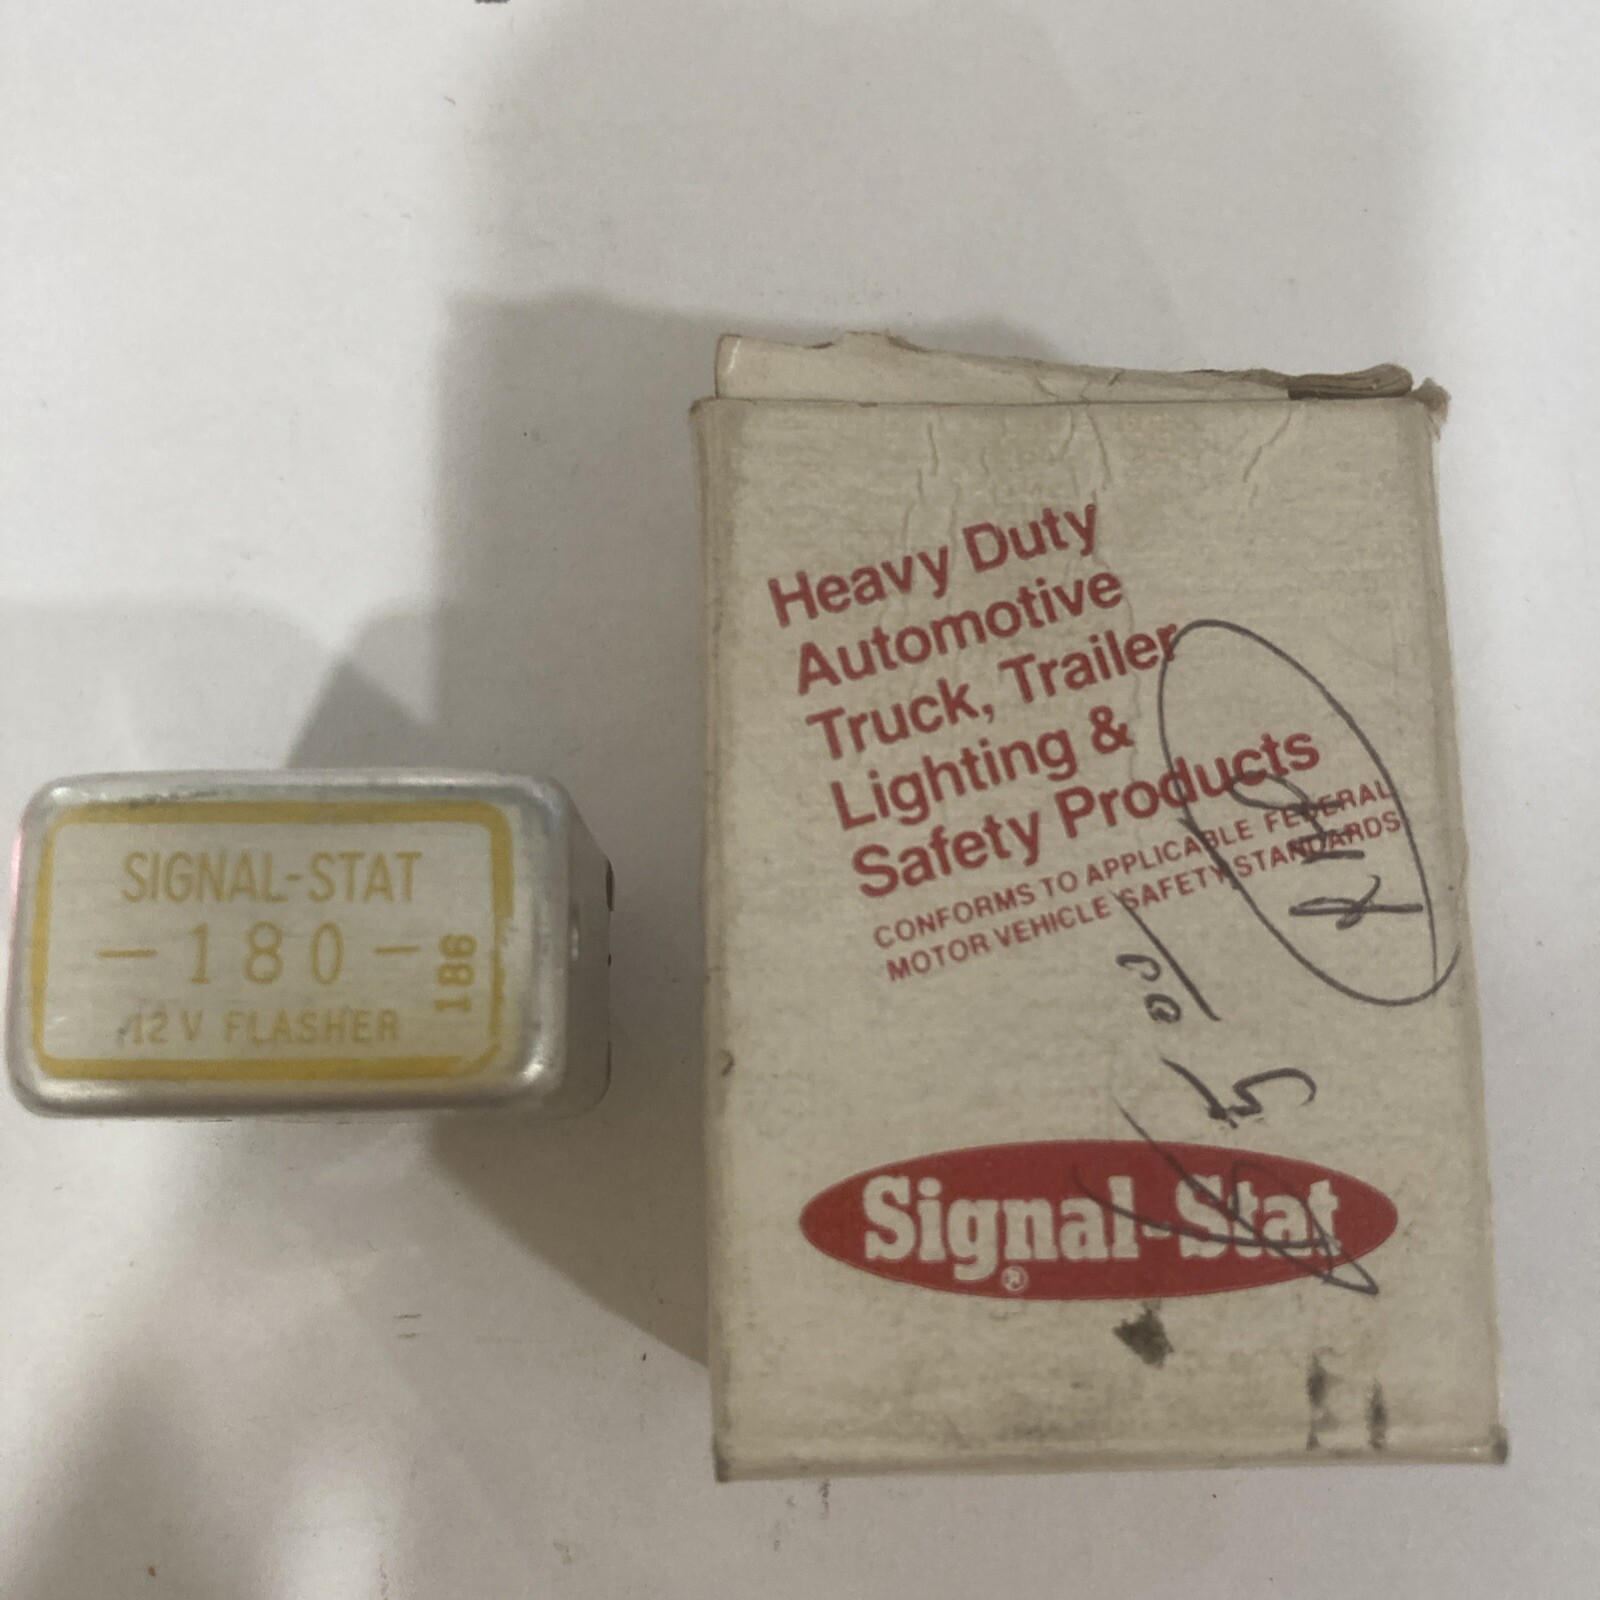 SIGNAL-STAT
- 180 -
186
12V FLASHER
Heavy Duty
Automotive
Truck, Trailer
Lighting &
Safety Products
CONFORMS TO APPLICABLE FEDERAL
MOTOR VEHICLE SAFETY STANDARDS
Signal-Stat
®